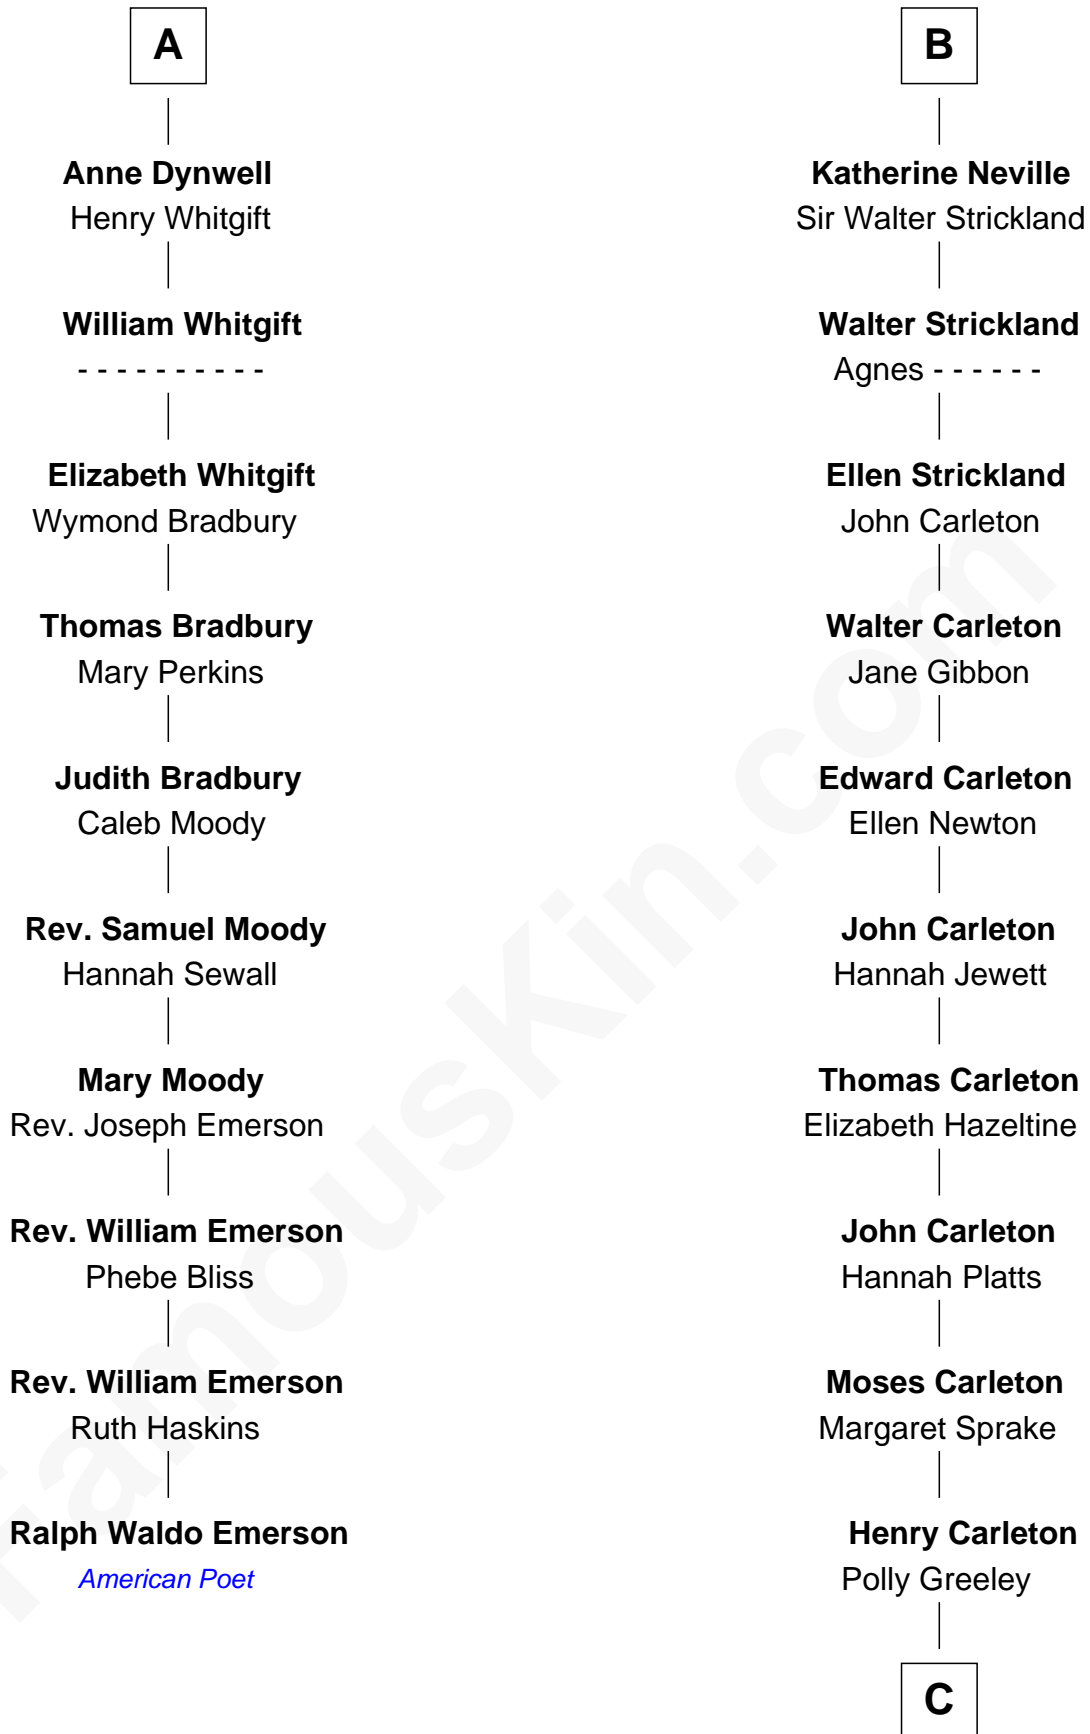 A
Anne Dynwell
Henry Whitgift
William Whitgift
- - - - - - - - - -
Elizabeth Whitgift
Wymond Bradbury
Thomas Bradbury
Mary Perkins
Judith Bradbury
Caleb Moody
Rev. Samuel Moody
Hannah Sewall
Mary Moody
Rev. Joseph Emerson
Rev. William Emerson
Phebe Bliss
Rev. William Emerson
Ruth Haskins
Ralph Waldo Emerson
American Poet
B
Katherine Neville
Sir Walter Strickland
Walter Strickland
Agnes - - - - - -
Ellen Strickland
John Carleton
Walter Carleton
Jane Gibbon
Edward Carleton
Ellen Newton
John Carleton
Hannah Jewett
Thomas Carleton
Elizabeth Hazeltine
John Carleton
Hannah Platts
Moses Carleton
Margaret Sprake
Henry Carleton
Polly Greeley
C
FamousKin.com